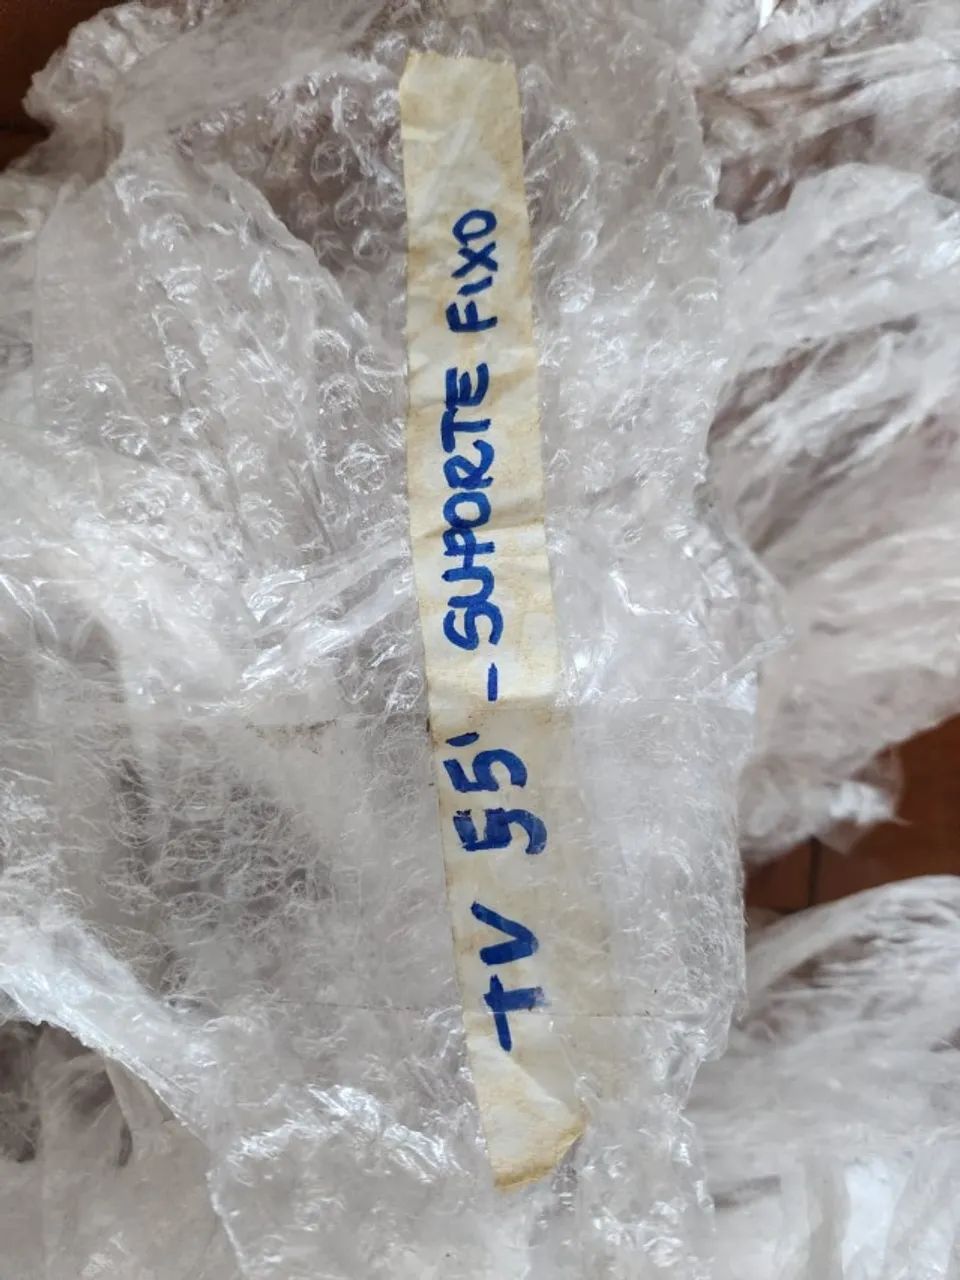 TV 55' - SUPORTE FIXO